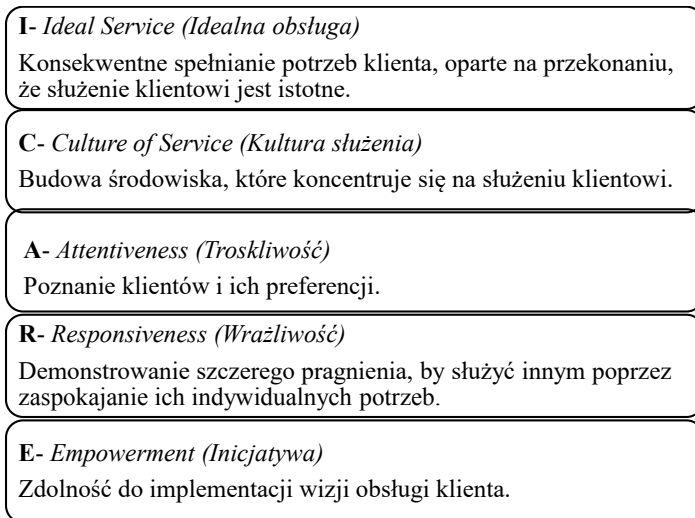 I- Ideal Service (Idealna obsługa)
Konsekwentne spełnianie potrzeb klienta, oparte na przekonaniu,
że służenie klientowi jest istotne.
C- Culture of Service (Kultura służenia)
Budowa środowiska, które koncentruje się na służeniu klientowi.
A- Attentiveness (Troskliwość)
Poznanie klientów i ich preferencji.
R- Responsiveness (Wrażliwość)
Demonstrowanie szczerego pragnienia, by służyć innym poprzez
zaspokajanie ich indywidualnych potrzeb.
E- Empowerment (Inicjatywa)
Zdolność do implementacji wizji obsługi klienta.